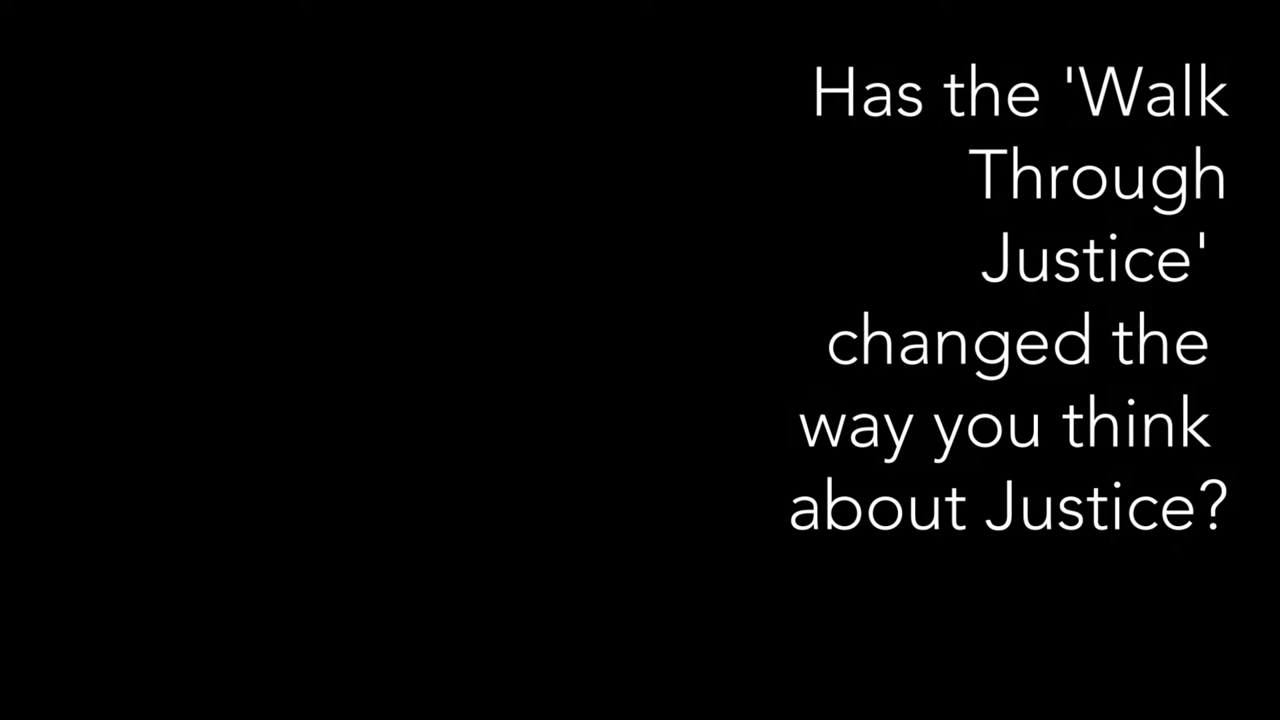 Has the 'Walk
Through
Justice'
changed the
way you think
about Justice?